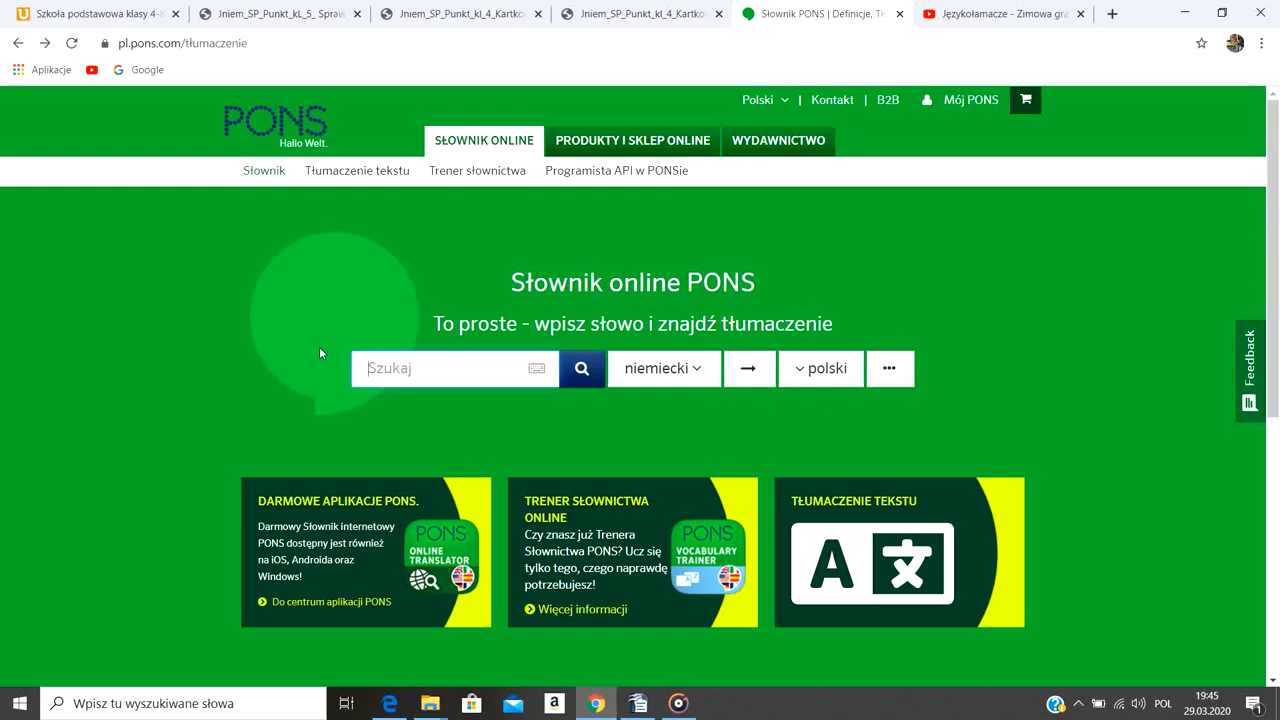 Szkoła podstawowa klasy 4-8
Jniem_SP_Punkt_kl_5_Spraw
Jniem_SP_Punkt_kl_4_Kartkó
Jniem_SP_Punkt_kl_4_Kartkó
Słownik PONS | Definicje, Tł
Językołamacze - Zimowa gra
pl.pons.com/tłumaczenie
Aplikacje
Google
Polski | Kontakt | B2B Mój PONS
PONS
Hallo Welt.
SŁOWNIK ONLINE PRODUKTY I SKLEP ONLINE WYDAWNICTWO
Słownik Tłumaczenie tekstu Trener słownictwa Programista API w PONSie
Słownik online PONS
To proste - wpisz słowo i znajdź tłumaczenie
Szukaj niemiecki → polski ...
Feedback
DARMOWE APLIKACJE PONS.
Darmowy Słownik internetowy
PONS dostępny jest również
na iOS, Androida oraz
Windows!
Do centrum aplikacji PONS
PONS
ONLINE
TRANSLATOR
TRENER SŁOWNICTWA
ONLINE
Czy znasz już Trenera
Słownictwa PONS? Ucz się
tylko tego, czego naprawdę
potrzebujesz!
Więcej informacji
PONS
VOCABULARY
TRAINER
TŁUMACZENIE TEKSTU
A 文
Wpisz tu wyszukiwane słowa
a
POL
19:45
29.03.2020
1